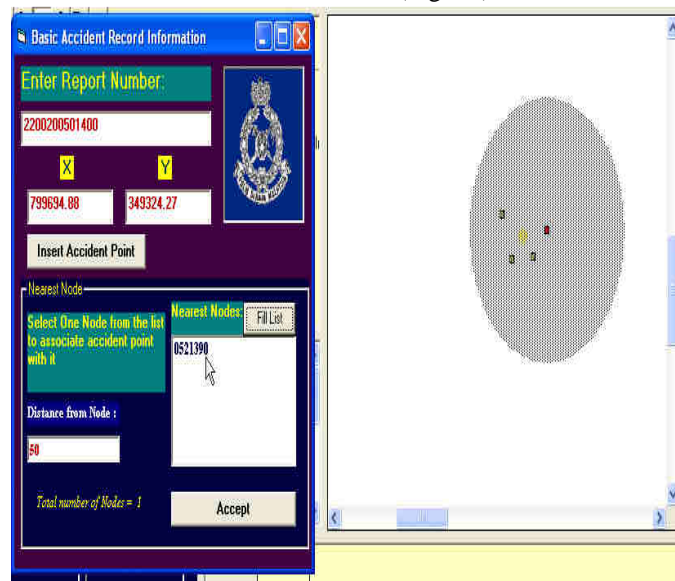 Basic Accident Record Information
Enter Report Number:
2200200501400
X Y
799694.88 349324.27
Insert Accident Point
Nearest Node
Select One Node from the list
to associate accident point
with it
Nearest Nodes:
Fill List
0521390
Distance from Node :
50
Total number of Nodes = 1
Accept